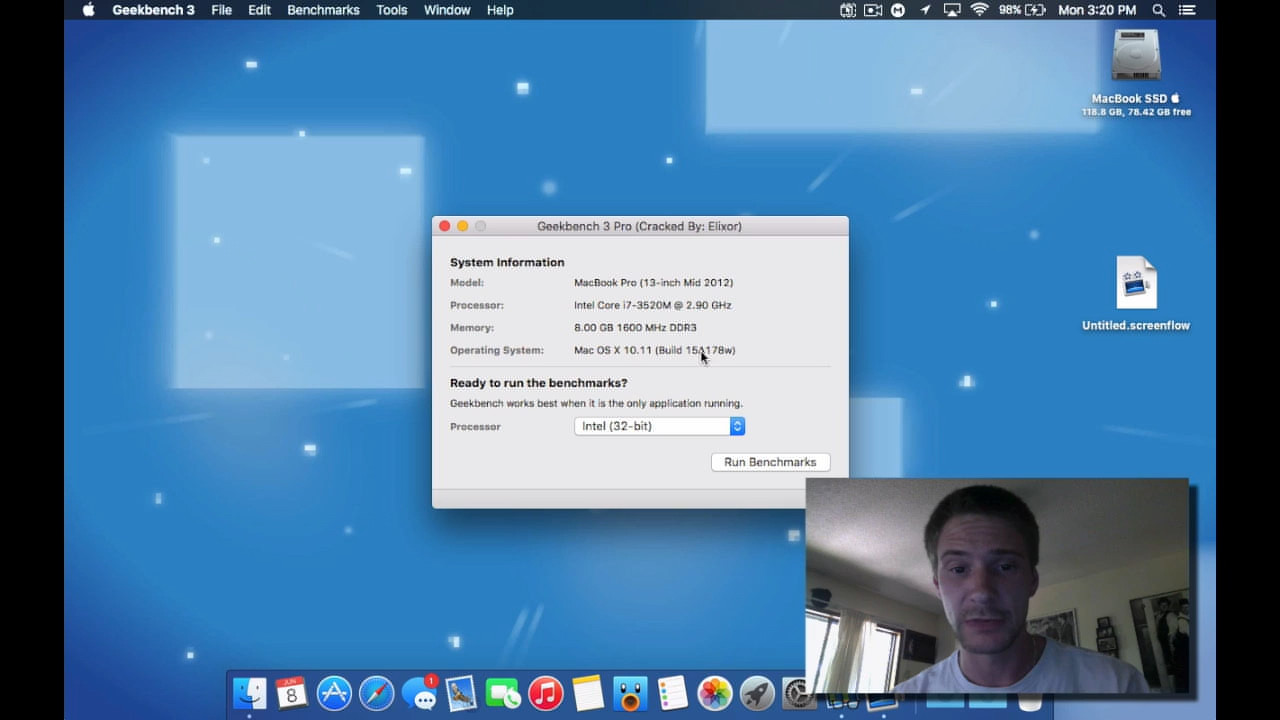 Geekbench 3 File Edit Benchmarks Tools Window Help 98% Mon 3:20 PM
MacBook SSD
118.8 GB, 78.42 GB free
Geekbench 3 Pro (Cracked By: Elixor)
System Information
Model: MacBook Pro (13-inch Mid 2012)
Processor: Intel Core i7-3520M @ 2.90 GHz
Memory: 8.00 GB 1600 MHz DDR3
Operating System: Mac OS X 10.11 (Build 15A178w)
Untitled.screenflow
Ready to run the benchmarks?
Geekbench works best when it is the only application running.
Processor Intel (32-bit)
Run Benchmarks
JUN
8
1